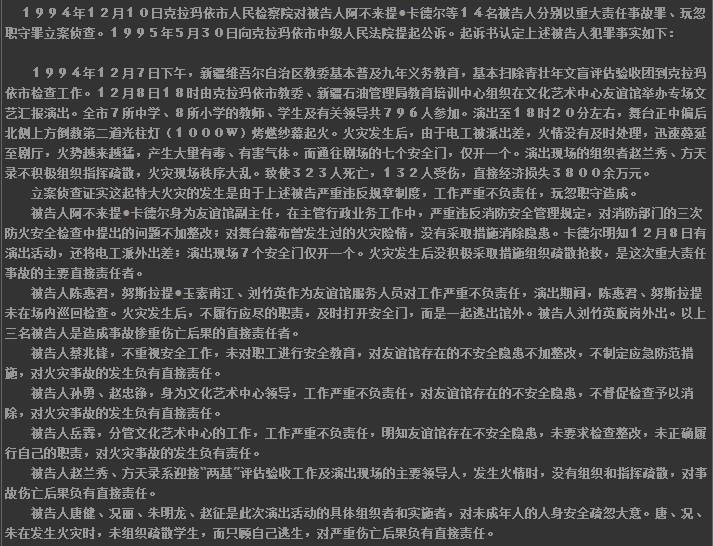 １９９４年１２月１０日克拉玛依市人民检察院对被告人阿不来提●卡德尔等１４名被告人分别以重大责任事故罪、玩忽
职守罪立案侦查。１９９５年５月３０日向克拉玛依市中级人民法院提起公诉。起诉书认定上述被告人犯罪事实如下：
１９９４年１２月７日下午，新疆维吾尔自治区教委基本普及九年义务教育，基本扫除青壮年文盲评估验收团到克拉玛
依市检查工作。１２月８日１８时由克拉玛依市教委、新疆石油管理局教育培训中心组织在文化艺术中心友谊馆举办专场文
艺汇报演出。全市７所中学、８所小学的教师、学生及有关领导共７９６人参加。演出至１８时２０分左右，舞台正中偏后
北侧上方倒数第二道光柱灯（１０００Ｗ）烤燃纱幕起火。火灾发生后，由于电工被派出差，火情没有及时处理，迅速蔓延
至剧厅，火势越来越猛，产生大量有毒、有害气体。而通往剧场的七个安全门，仅开一个。演出现场的组织者赵兰秀、方天
录不积极组织指挥疏散，火灾现场秩序大乱。致使３２３人死亡，１３２人受伤，直接经济损失３８００余万元。
立案侦查证实这起特大火灾的发生是由于上述被告严重违反规章制度，工作严重不负责任，玩忽职守造成。
被告人阿不来提●卡德尔身为友谊馆副主任，在主管行政业务工作中，严重违反消防安全管理规定，对消防部门的三次
防火安全检查中提出的问题不加整改；对舞台幕布曾发生过的火灾险情，没有采取措施消除隐患。卡德尔明知１２月８日有
演出活动，还将电工派外出差；演出现场７个安全门仅开一个。火灾发生后没积极采取措施组织疏散抢救，是这次重大责任
事故的主要直接责任者。
被告人陈惠君，努斯拉提●玉素甫江、刘竹英作为友谊馆服务人员对工作严重不负责任，演出期间，陈惠君、努斯拉提
未在场内巡回检查。火灾发生后，不履行应尽的职责，及时打开安全门，而是一起逃出馆外。被告人刘竹英脱岗外出。以上
三名被告人是造成事故惨重伤亡后果的直接责任者。
被告人蔡兆锋，不重视安全工作，未对职工进行安全教育，对友谊馆存在的不安全隐患不加整改，不制定应急防范措
施，对火灾事故的发生负有直接责任。
被告人孙勇、赵忠铮，身为文化艺术中心领导，工作严重不负责任，对友谊馆存在的不安全隐患，不督促检查予以消
除，对火灾事故的发生负有直接责任。
被告人岳霖，分管文化艺术中心的工作，工作严重不负责任，明知友谊馆存在不安全隐患，未要求检查整改，未正确履
行自己的职责，对火灾事故的发生负有直接责任。
被告人赵兰秀、方天录系迎接“两基”评估验收工作及演出现场的主要领导人，发生火情时，没有组织和指挥疏散，对事
故伤亡后果负有直接责任。
被告人唐健、况丽、朱明龙、赵征是此次演出活动的具体组织者和实施者，对未成年人的人身安全疏忽大意。唐、况、
朱在发生火灾时，未组织疏散学生，而只顾自己逃生，对严重伤亡后果负有直接责任。